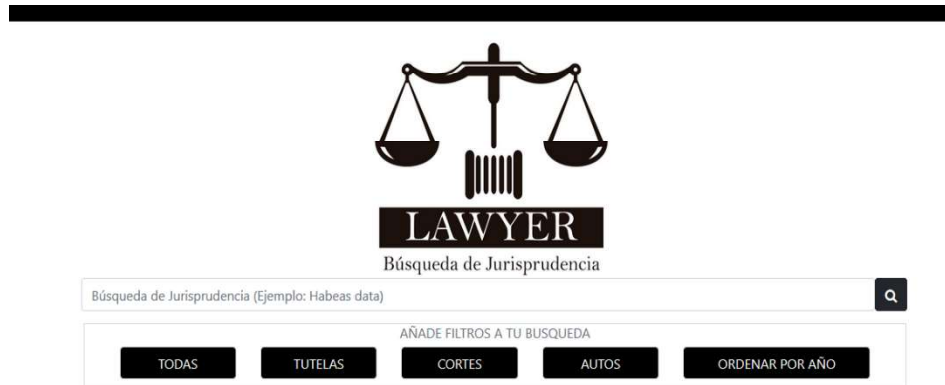 LAWYER
Búsqueda de Jurisprudencia
Búsqueda de Jurisprudencia (Ejemplo: Habeas data)
AÑADE FILTROS A TU BUSQUEDA
TODAS TUTELAS CORTES AUTOS ORDENAR POR AÑO